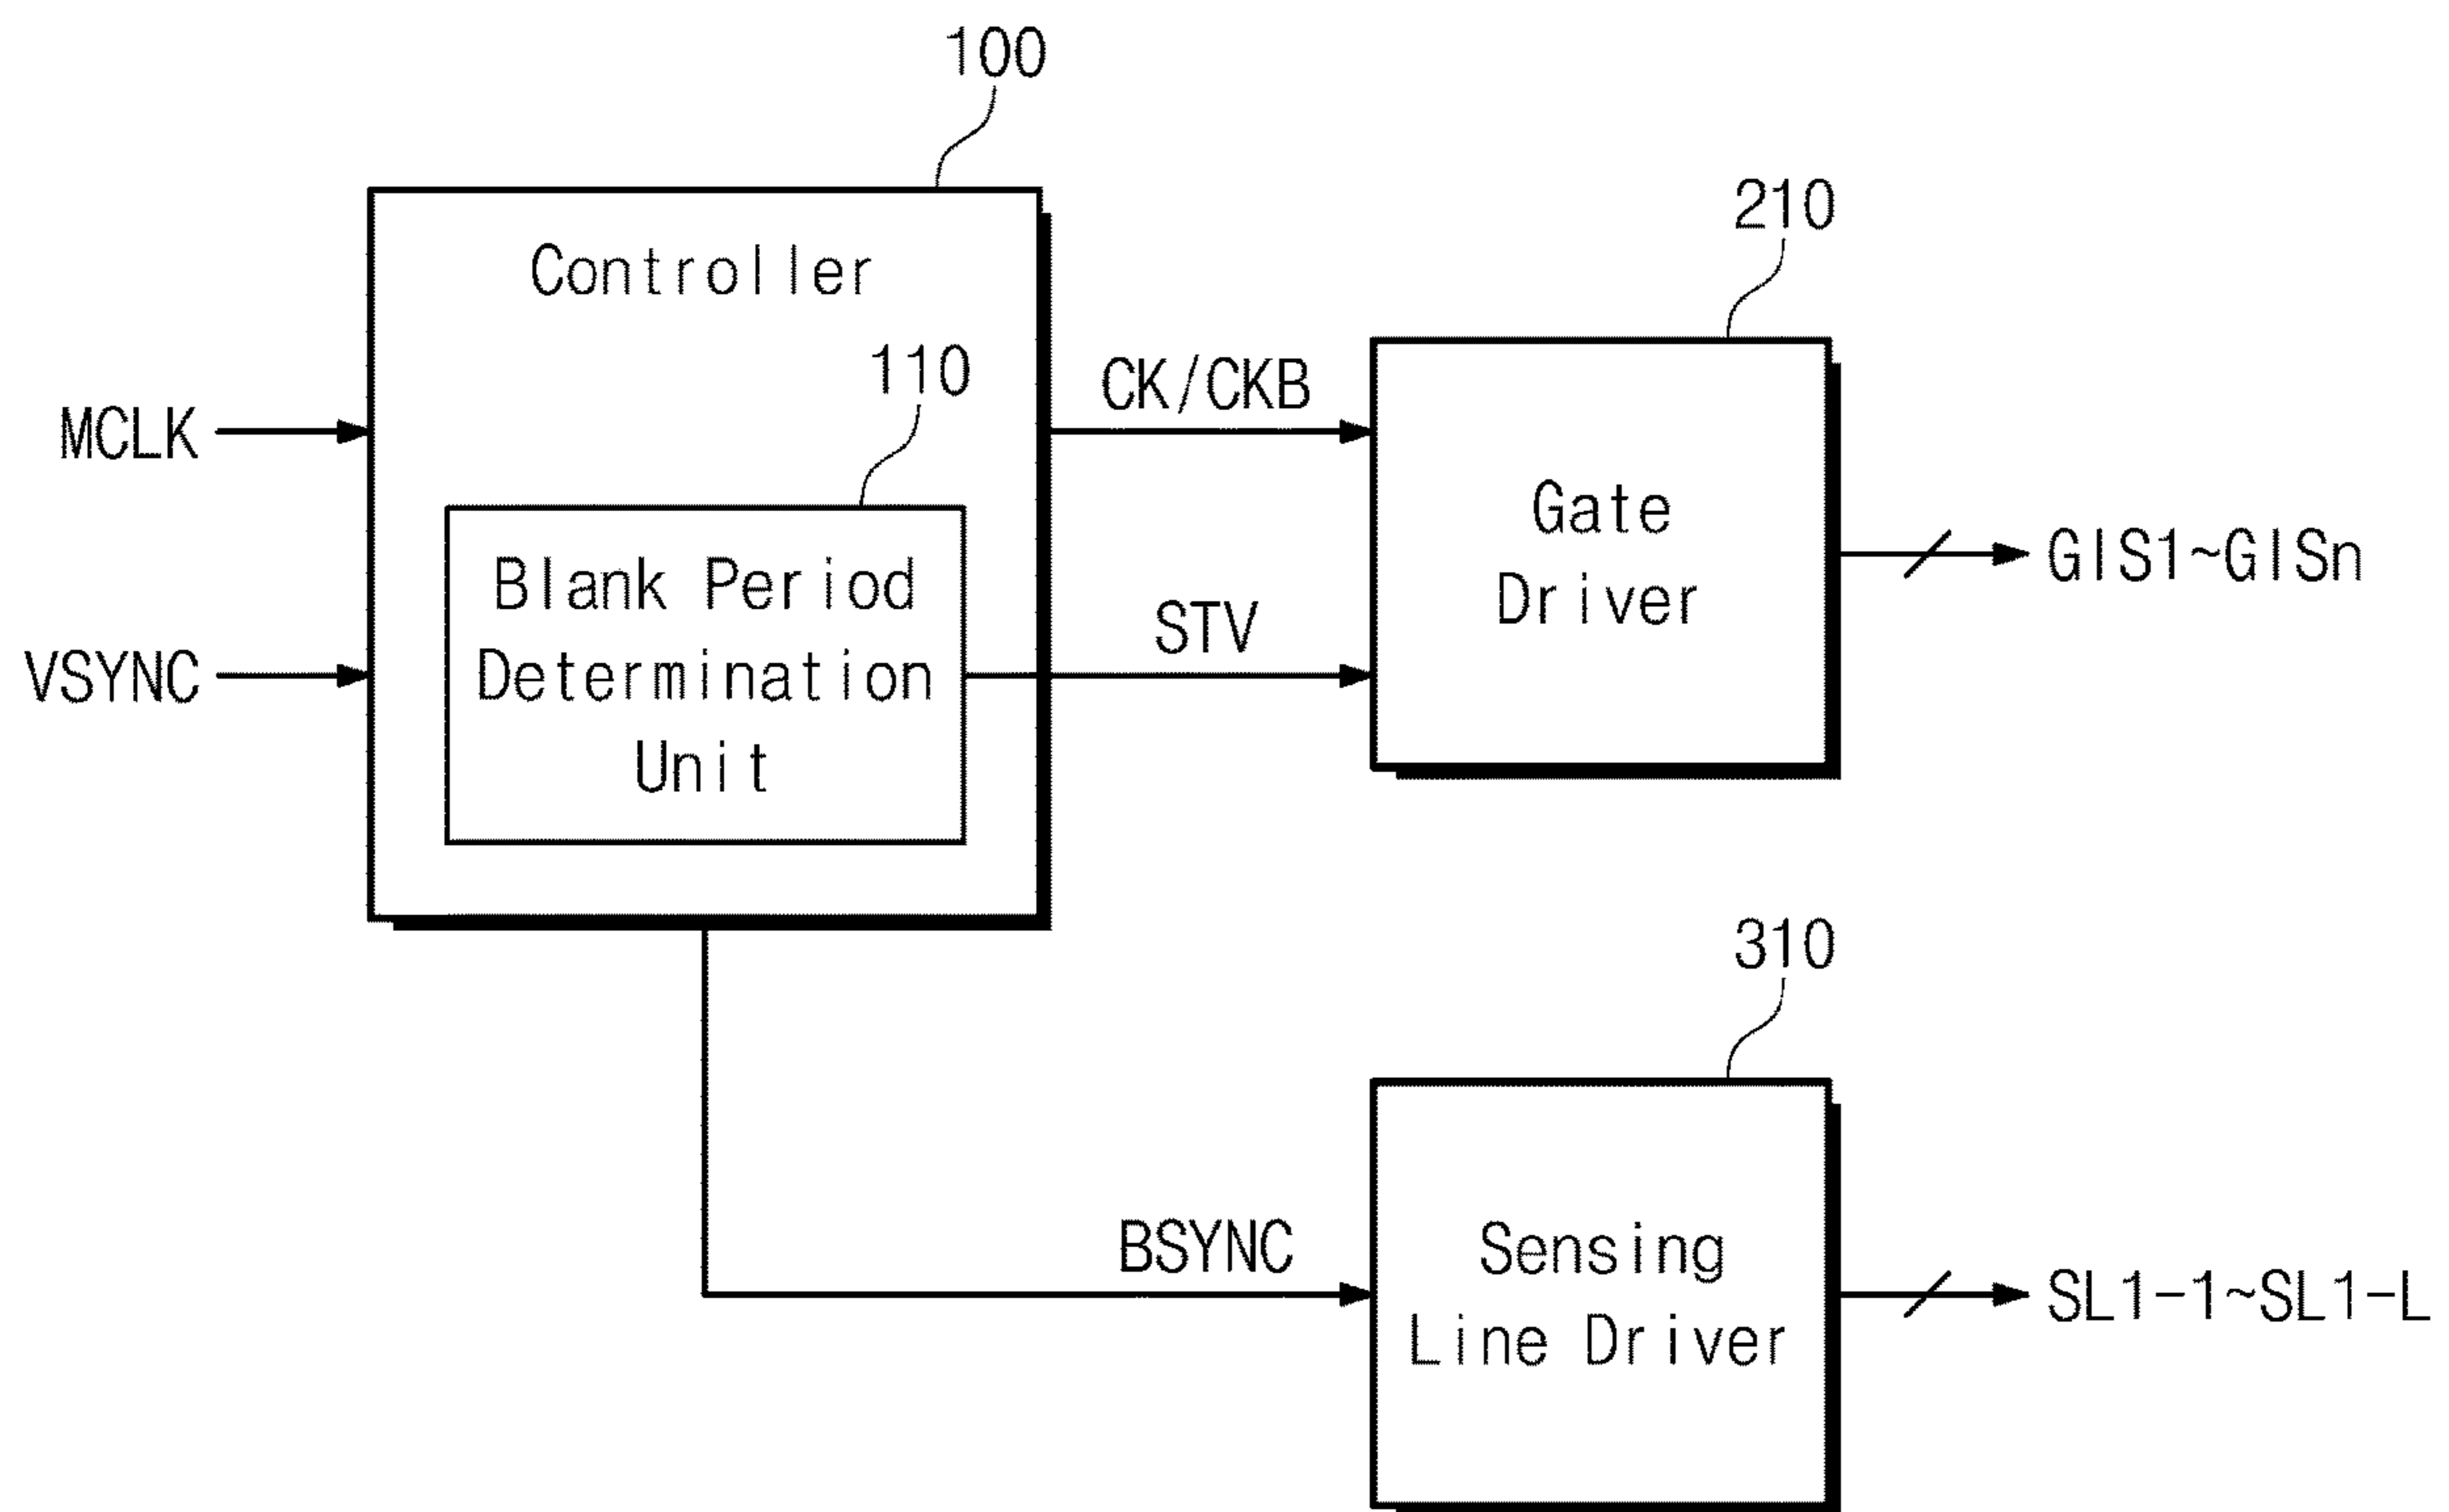 100
Controller
210
110
CK/CKB
MCLK
Gate
Driver
GIS1~GISn
Blank Period
Determination
Unit
STV
VSYNC
310
BSYNC
Sensing
Line Driver
SL1-1~SL1-L